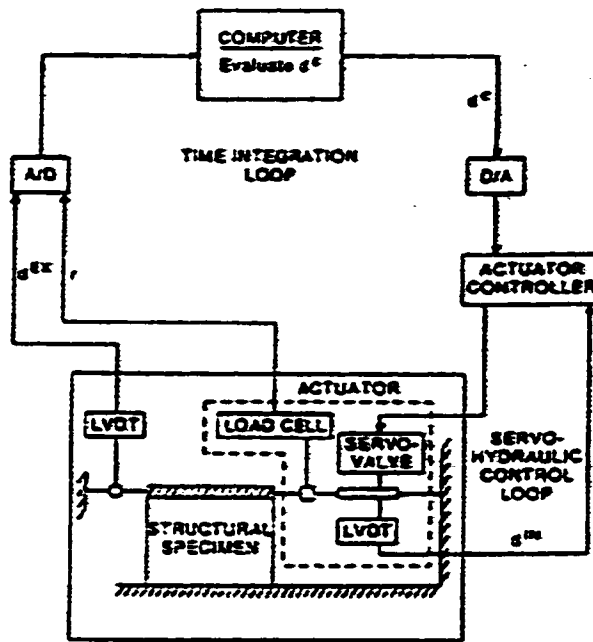 COMPUTER
Evaluate d^c
d^c
TIME INTEGRATION
LOOP
A/D
D/A
d^EX
r
ACTUATOR
CONTROLLER
ACTUATOR
LVDT
LOAD CELL
SERVO-
VALVE
SERVO-
HYDRAULIC
CONTROL
LOOP
STRUCTURAL
SPECIMEN
LVDT
d^m